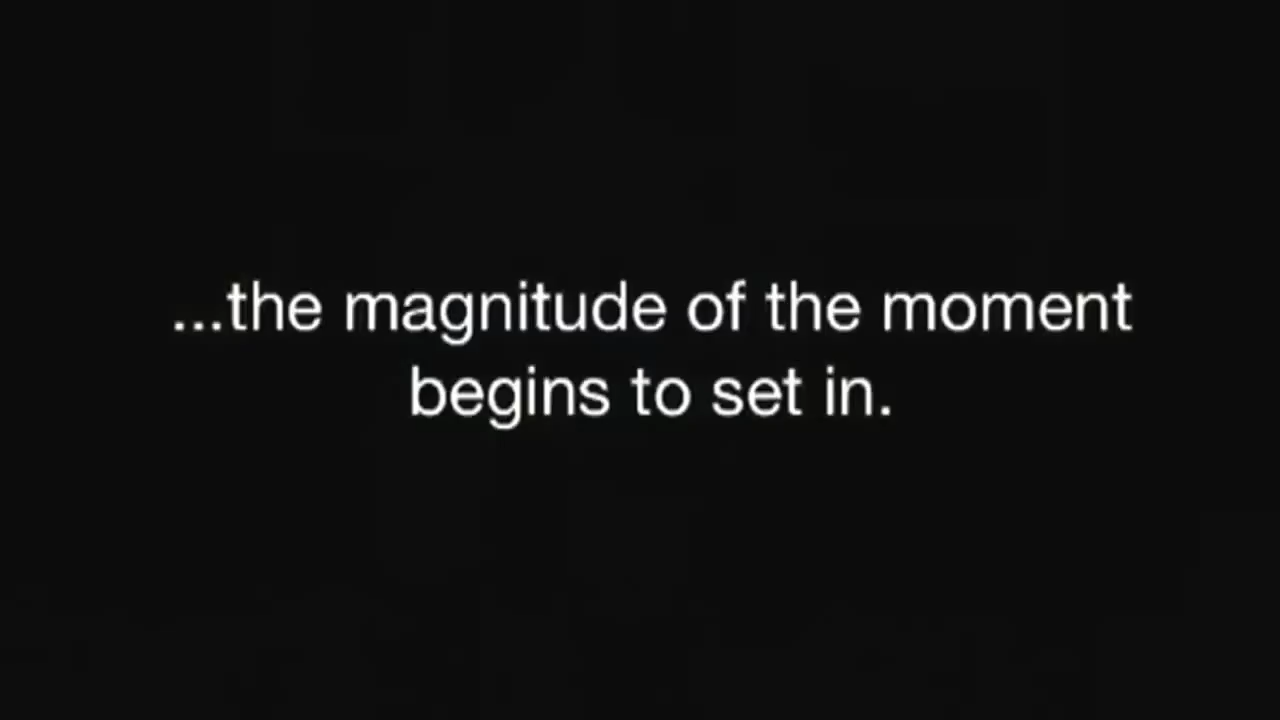 ...the magnitude of the moment
begins to set in.